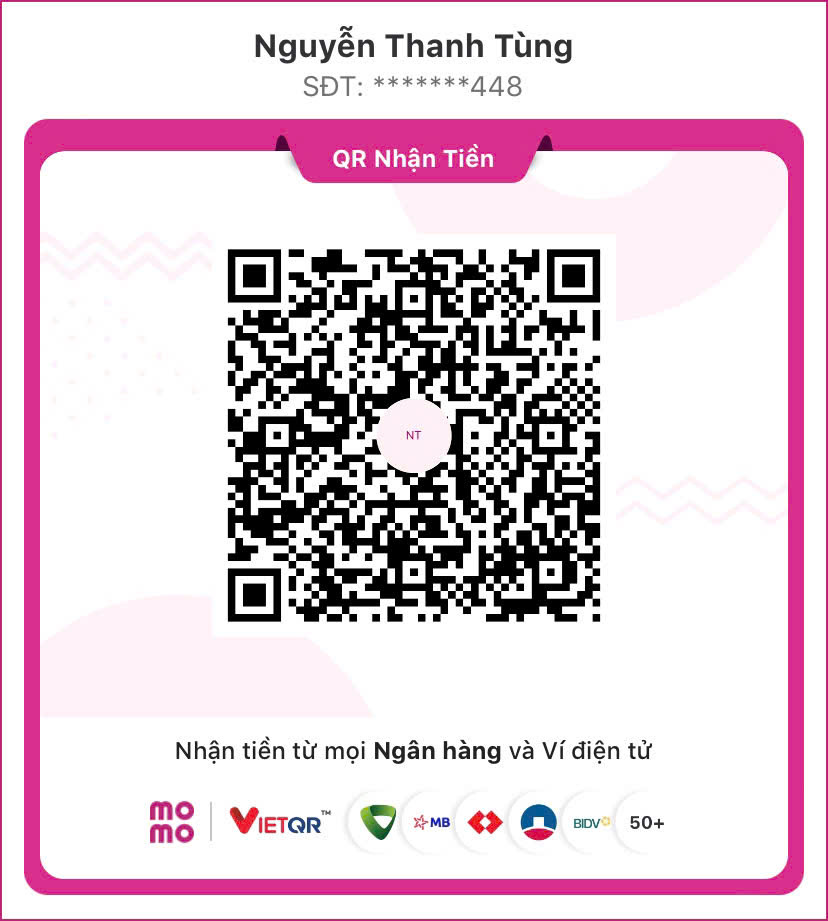 Nguyễn Thanh Tùng
SĐT: *******448
QR Nhận Tiền
NT
Nhận tiền từ mọi Ngân hàng và Ví điện tử
mo mo VIETQR™ MB BIDV 50+